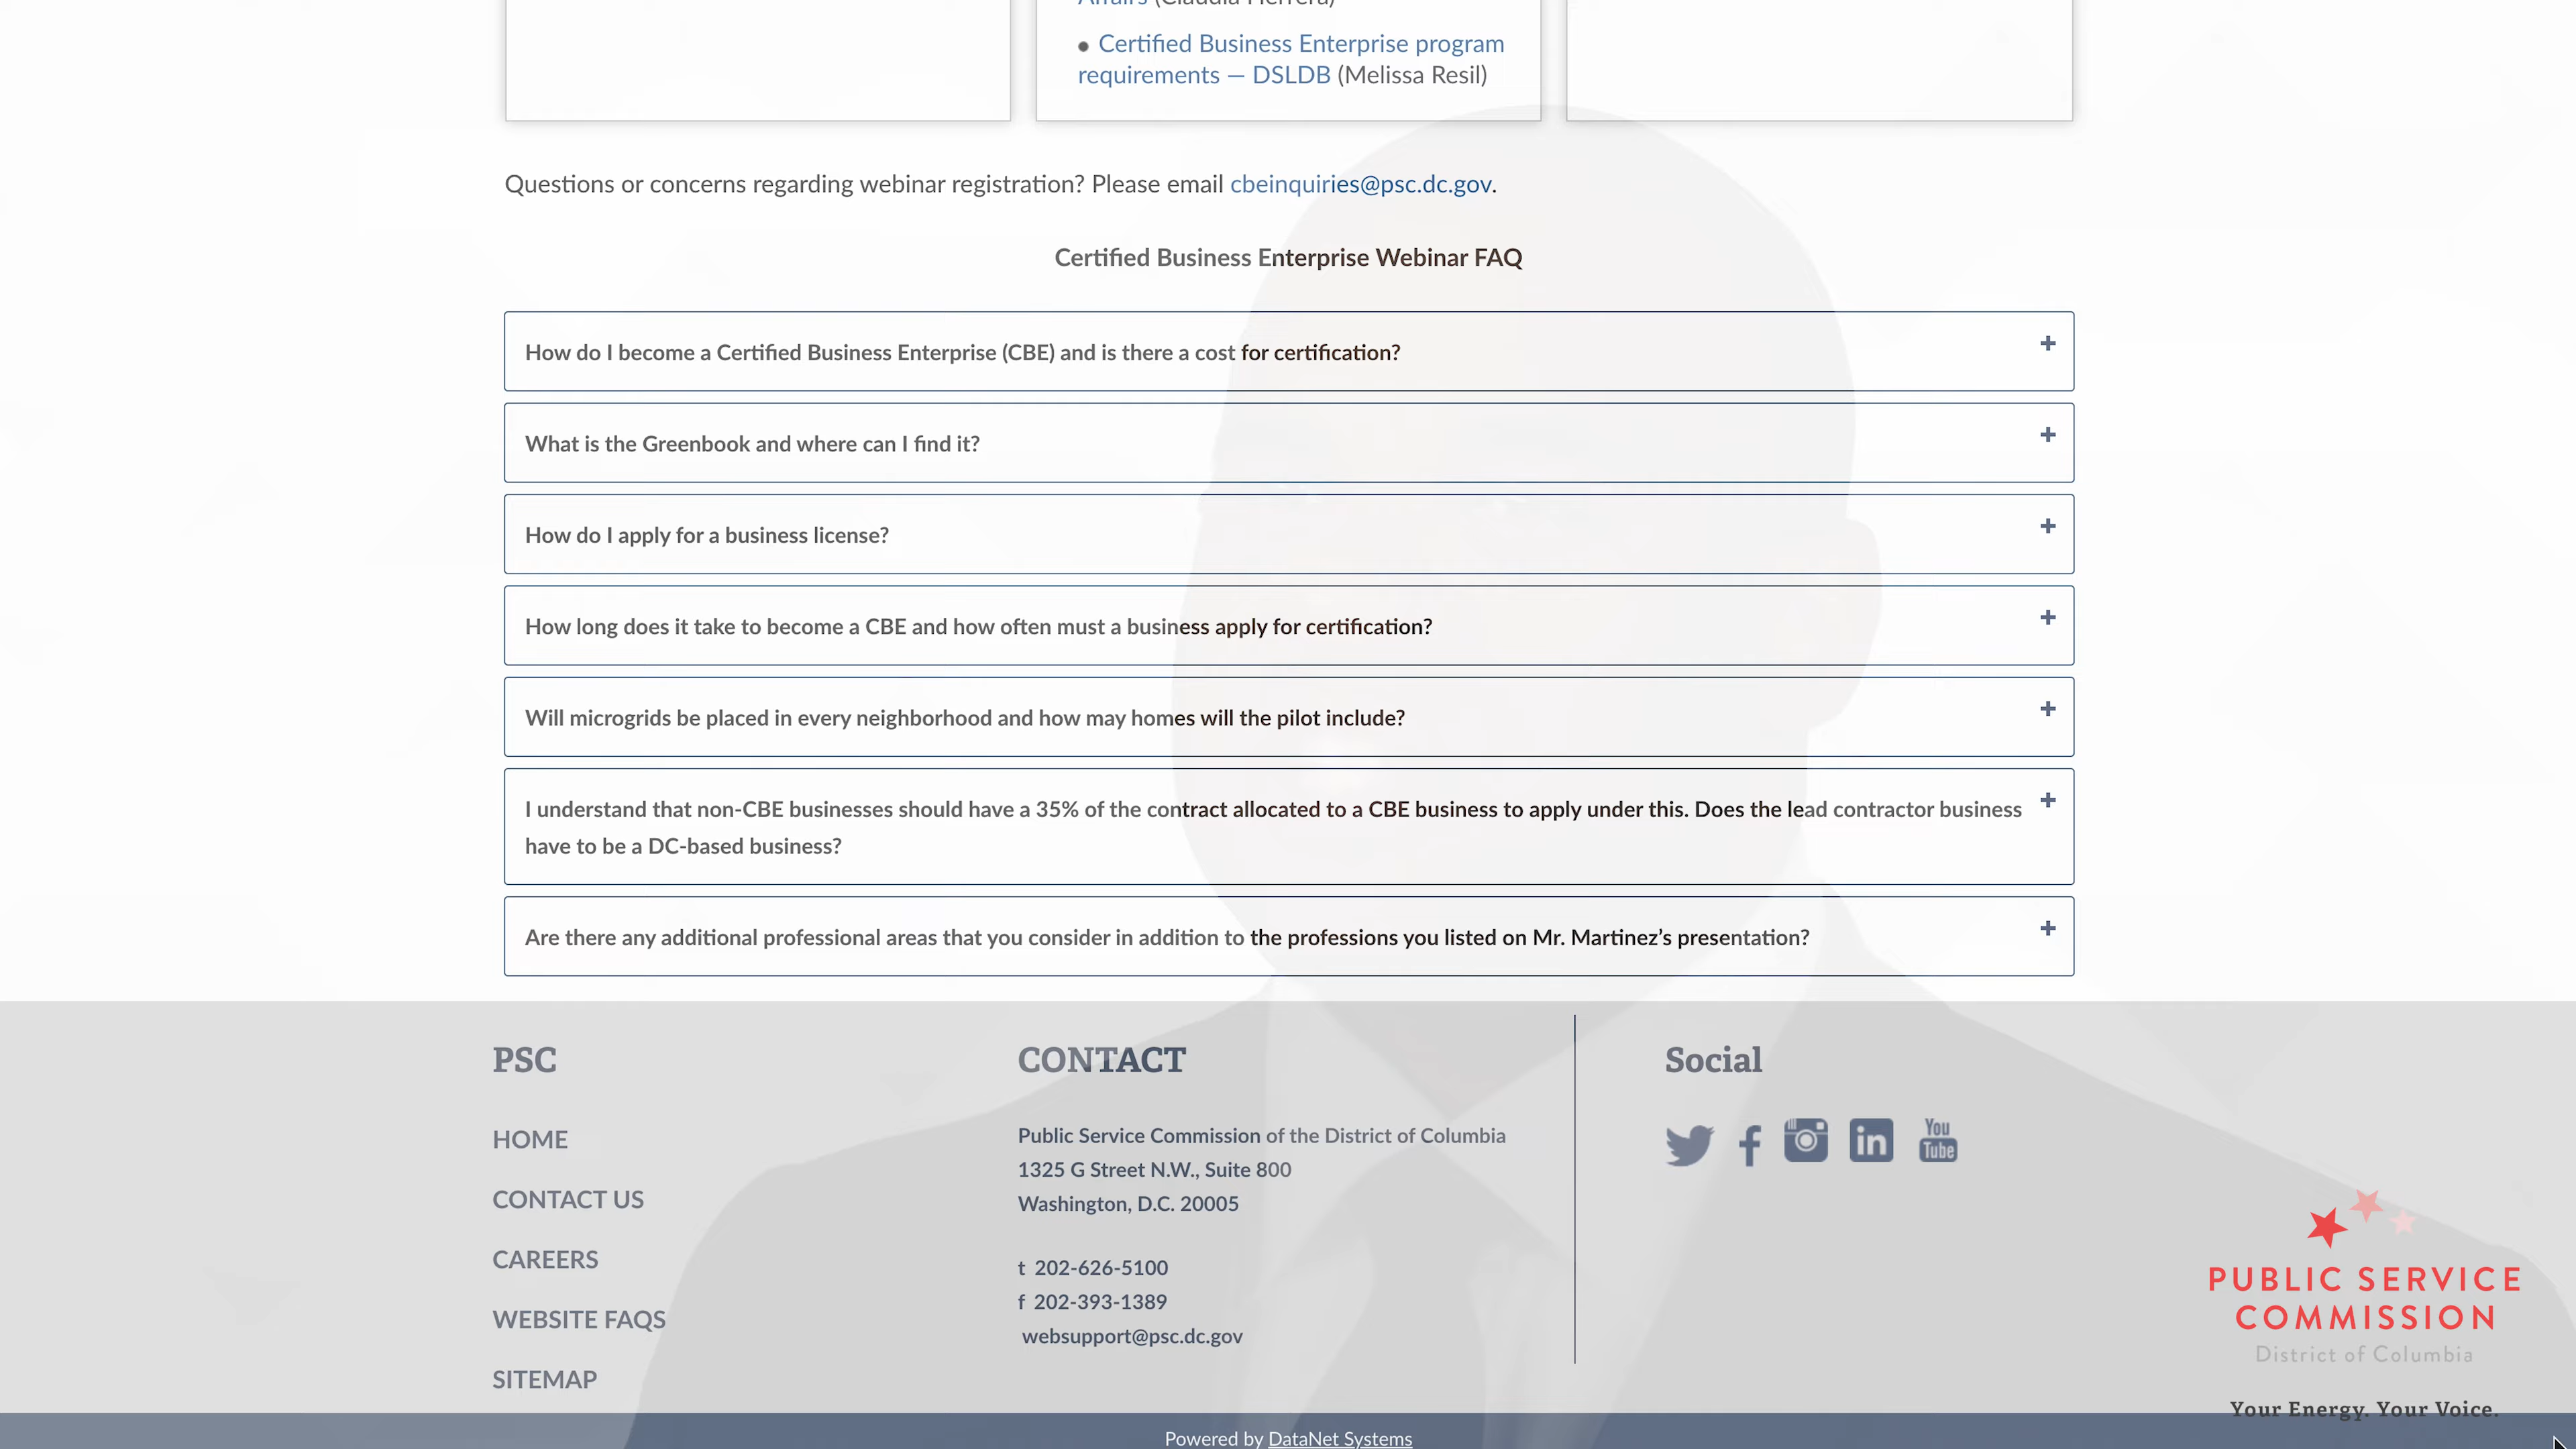 Affairs (Claudia Herrera)
• Certified Business Enterprise program
requirements — DSLDB (Melissa Resil)
Questions or concerns regarding webinar registration? Please email cbeinquiries@psc.dc.gov.
Certified Business Enterprise Webinar FAQ
How do I become a Certified Business Enterprise (CBE) and is there a cost for certification?
+
What is the Greenbook and where can I find it?
+
How do I apply for a business license?
+
How long does it take to become a CBE and how often must a business apply for certification?
+
Will microgrids be placed in every neighborhood and how may homes will the pilot include?
+
I understand that non-CBE businesses should have a 35% of the contract allocated to a CBE business to apply under this. Does the lead contractor business
have to be a DC-based business?
+
Are there any additional professional areas that you consider in addition to the professions you listed on Mr. Martinez's presentation?
+
PSC
HOME
CONTACT US
CAREERS
WEBSITE FAQS
SITEMAP
CONTACT
Public Service Commission of the District of Columbia
1325 G Street N.W., Suite 800
Washington, D.C. 20005
t 202-626-5100
f 202-393-1389
websupport@psc.dc.gov
Social
in
You
Tube
PUBLIC SERVICE
COMMISSION
District of Columbia
Your Energy. Your Voice.
Powered by DataNet Systems